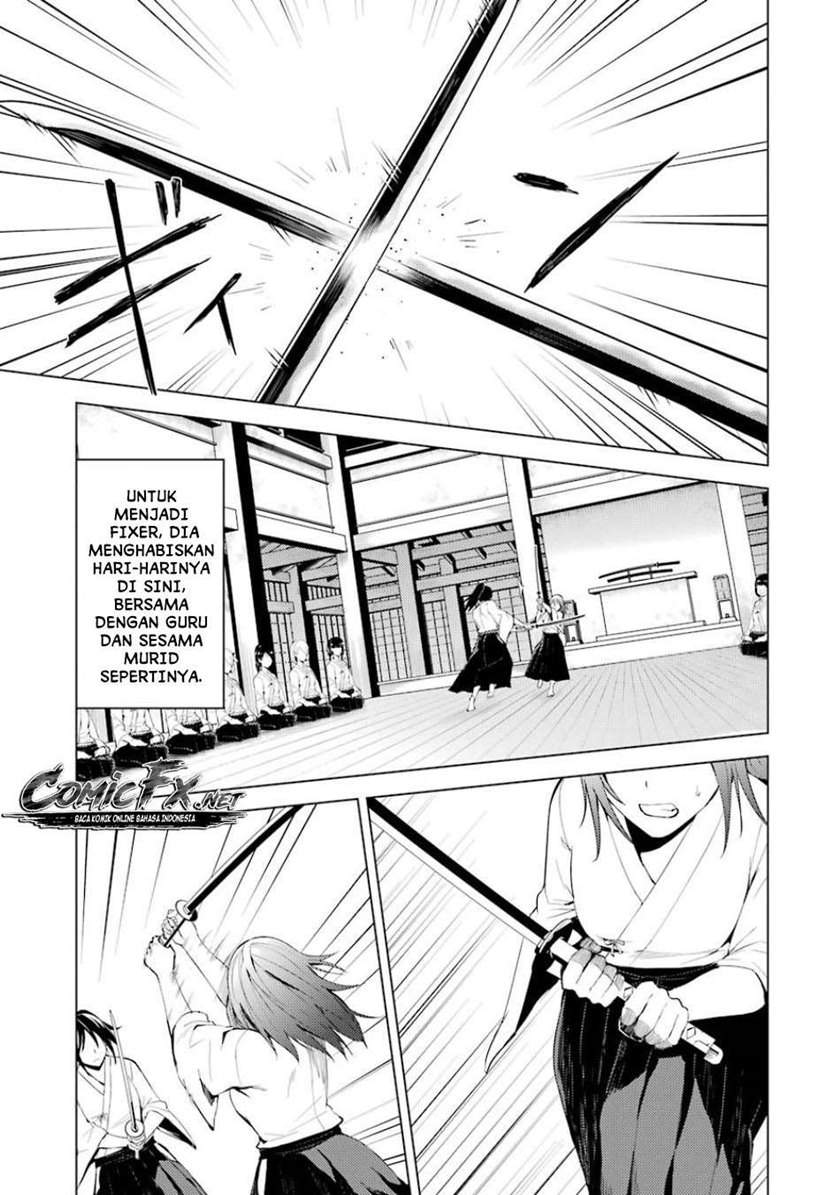 ギィン
UNTUK
MENJADI
FIXER, DIA
MENGHABISKAN
HARI-HARINYA
DI SINI,
BERSAMA
DENGAN GURU
DAN SESAMA
MURID
SEPERTINYA.
COMICFX.NET
BACA KOMIK ONLINE BAHASA INDONESIA